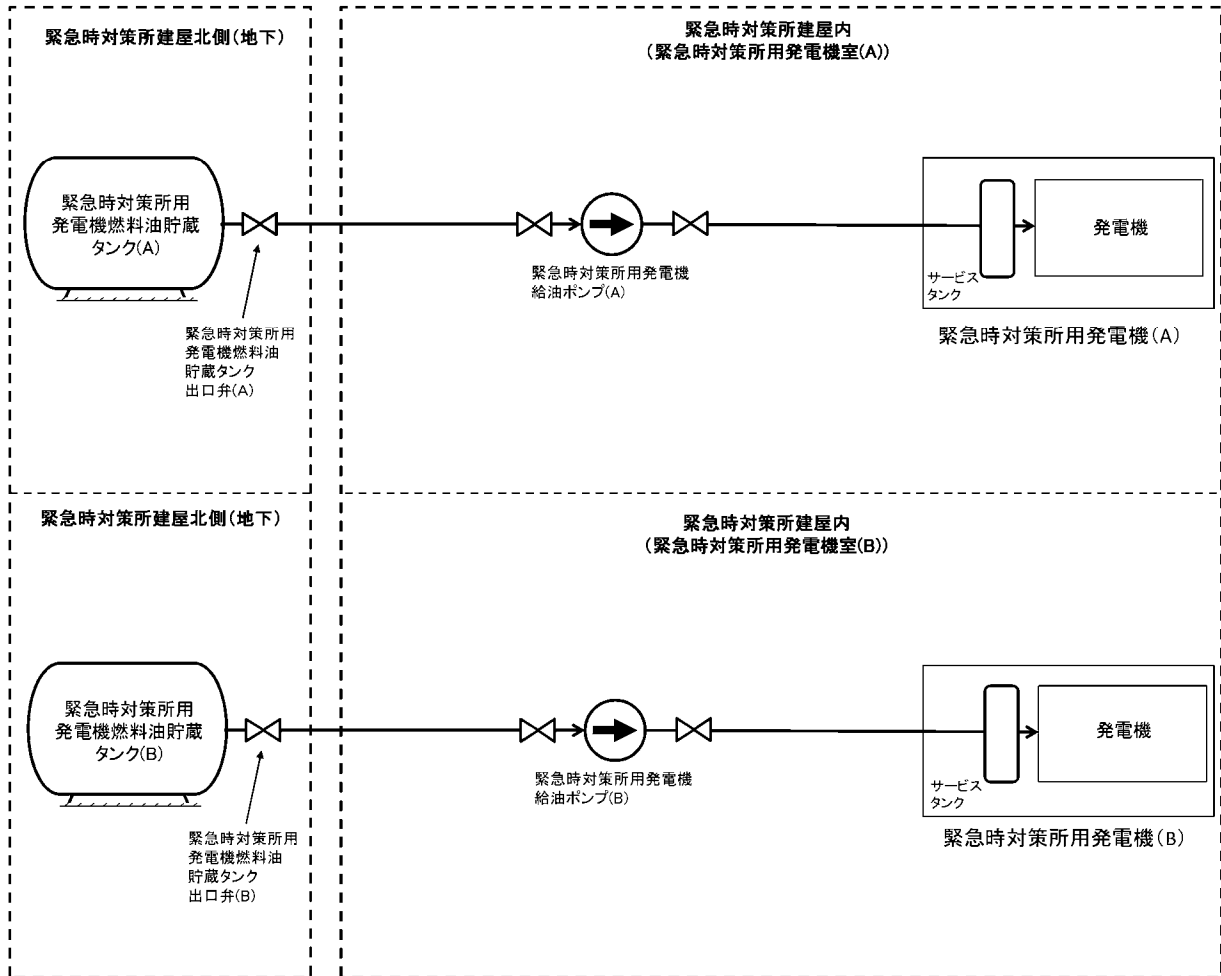 緊急時対策所建屋北側(地下)
緊急時対策所建屋内
(緊急時対策所用発電機室(A))
緊急時対策所用
発電機燃料油貯蔵
タンク(A)
緊急時対策所用
発電機燃料油
貯蔵タンク
出口弁(A)
緊急時対策所用発電機
給油ポンプ(A)
サービス
タンク
発電機
緊急時対策所用発電機(A)
緊急時対策所建屋北側(地下)
緊急時対策所建屋内
(緊急時対策所用発電機室(B))
緊急時対策所用
発電機燃料油貯蔵
タンク(B)
緊急時対策所用
発電機燃料油
貯蔵タンク
出口弁(B)
緊急時対策所用発電機
給油ポンプ(B)
サービス
タンク
発電機
緊急時対策所用発電機(B)